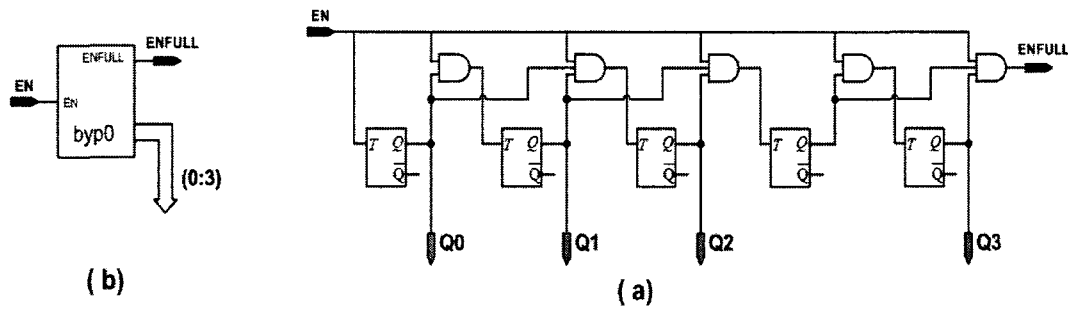 ENFULL
ENFULL
EN
EN
byp0
(0:3)
( b )
EN
ENFULL
T Q
Q̅
T Q
Q̅
T Q
Q̅
T Q
Q̅
T Q
Q̅
Q0
Q1
Q2
Q3
( a )